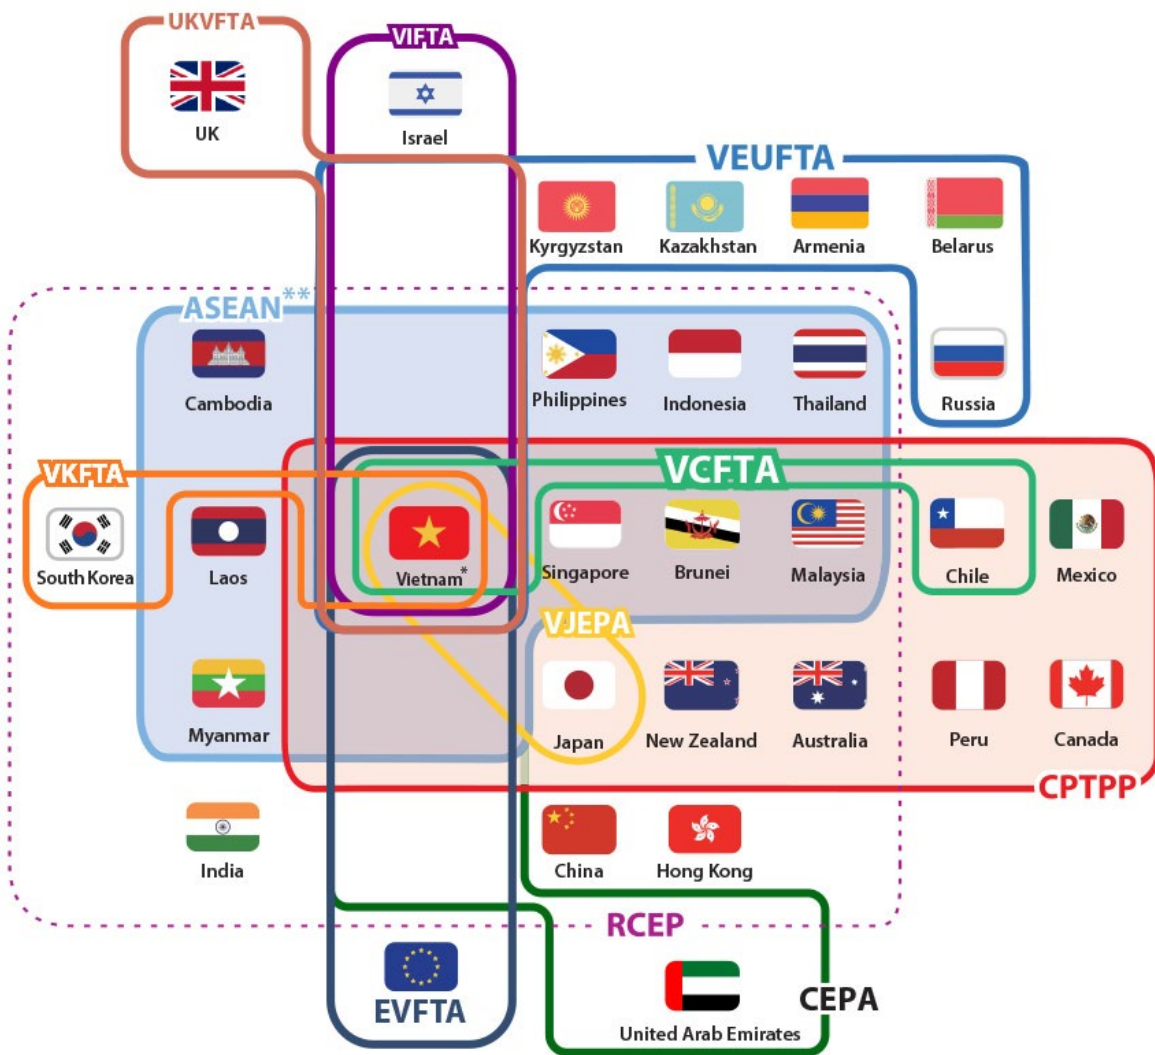 UKVFTA
VIFTA
UK
Israel
VEUFTA
Kyrgyzstan
Kazakhstan
Armenia
Belarus
ASEAN**
Cambodia
Philippines
Indonesia
Thailand
Russia
VKFTA
VCFTA
South Korea
Laos
Vietnam*
Singapore
Brunei
Malaysia
Chile
Mexico
VJEPA
Myanmar
Japan
New Zealand
Australia
Peru
Canada
CPTPP
India
China
Hong Kong
RCEP
EVFTA
CEPA
United Arab Emirates